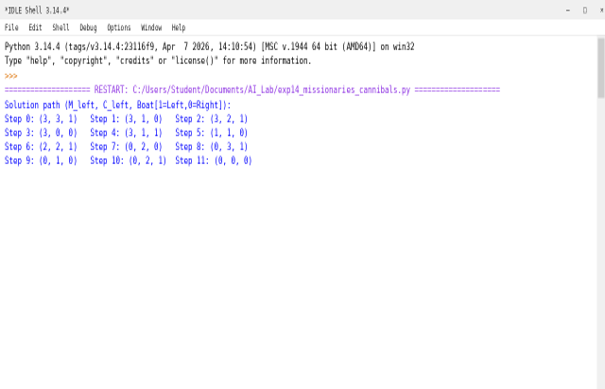 *IDLE Shell 3.14.4*
File Edit Shell Debug Options Window Help
Python 3.14.4 (tags/v3.14.4:23116f9, Apr 7 2026, 14:10:54) [MSC v.1944 64 bit (AMD64)] on win32
Type "help", "copyright", "credits" or "license()" for more information.
>>>
==================== RESTART: C:/Users/Student/Documents/AI_Lab/exp14_missionaries_cannibals.py ====================
Solution path (M_left, C_left, Boat[1=Left,0=Right]):
Step 0: (3, 3, 1) Step 1: (3, 1, 0) Step 2: (3, 2, 1)
Step 3: (3, 0, 0) Step 4: (3, 1, 1) Step 5: (1, 1, 0)
Step 6: (2, 2, 1) Step 7: (0, 2, 0) Step 8: (0, 3, 1)
Step 9: (0, 1, 0) Step 10: (0, 2, 1) Step 11: (0, 0, 0)